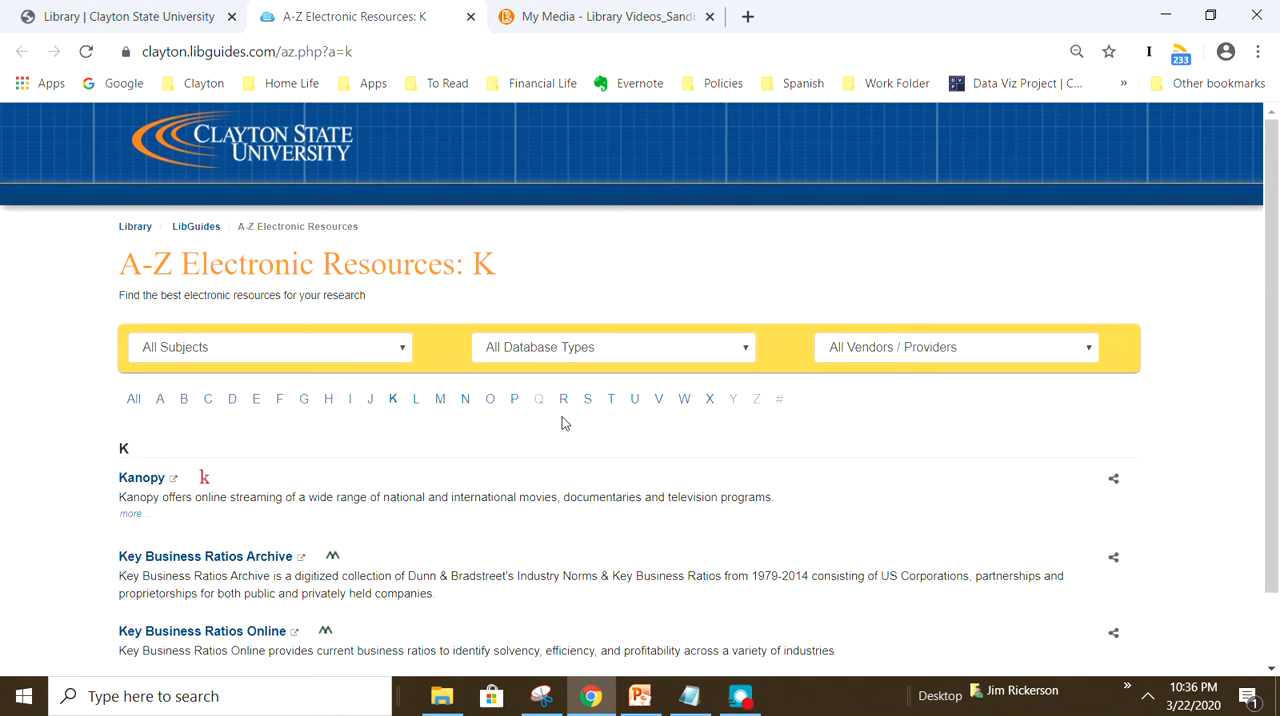 Library | Clayton State University
A-Z Electronic Resources: K
My Media - Library Videos_Sand
clayton.libguides.com/az.php?a=k
I
233
Apps
Google
Clayton
Home Life
Apps
To Read
Financial Life
Evernote
Policies
Spanish
Work Folder
Data Viz Project | C...
»
Other bookmarks
CLAYTON STATE
UNIVERSITY
Library / LibGuides / A-Z Electronic Resources
A-Z Electronic Resources: K
Find the best electronic resources for your research
All Subjects
All Database Types
All Vendors / Providers
All A B C D E F G H I J K L M N O P Q R S T U V W X Y Z #
K
Kanopy k
Kanopy offers online streaming of a wide range of national and international movies, documentaries and television programs.
more...
Key Business Ratios Archive
Key Business Ratios Archive is a digitized collection of Dunn & Bradstreet's Industry Norms & Key Business Ratios from 1979-2014 consisting of US Corporations, partnerships and
proprietorships for both public and privately held companies.
Key Business Ratios Online
Key Business Ratios Online provides current business ratios to identify solvency, efficiency, and profitability across a variety of industries
Type here to search
Desktop
Jim Rickerson
»
10:36 PM
3/22/2020
1